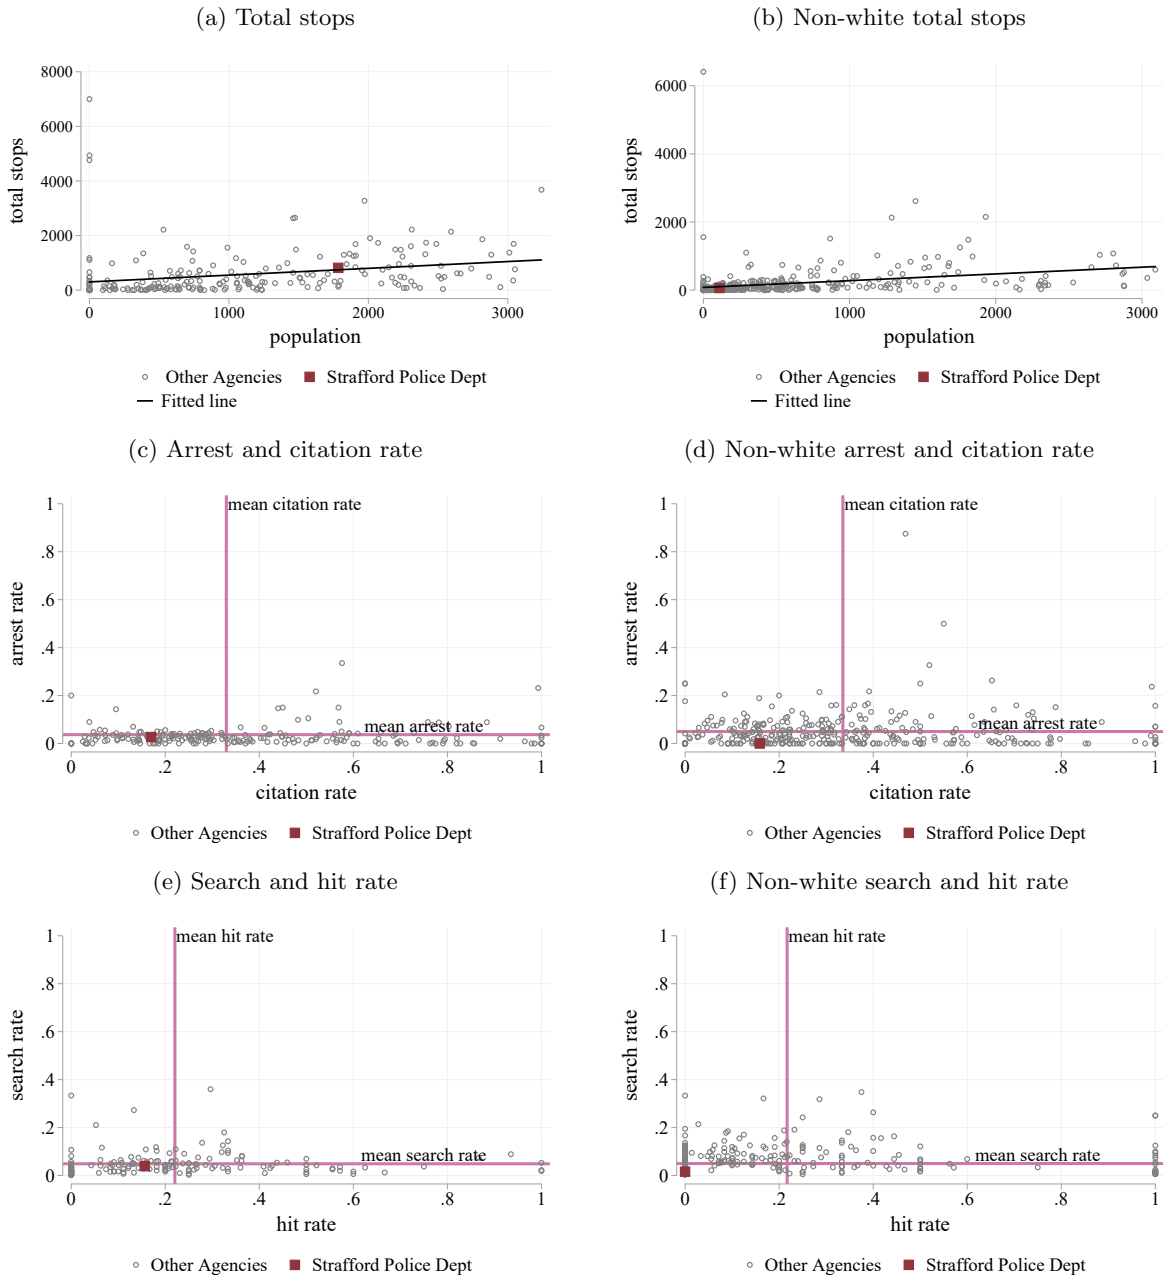 (a) Total stops
(b) Non-white total stops
total stops
8000
6000
4000
2000
0
0
1000
2000
3000
population
Other Agencies
Strafford Police Dept
Fitted line
total stops
6000
4000
2000
0
0
1000
2000
3000
population
Other Agencies
Strafford Police Dept
Fitted line
(c) Arrest and citation rate
(d) Non-white arrest and citation rate
arrest rate
1
.8
.6
.4
.2
0
mean citation rate
mean arrest rate
0
.2
.4
.6
.8
1
citation rate
Other Agencies
Strafford Police Dept
arrest rate
1
.8
.6
.4
.2
0
mean citation rate
mean arrest rate
0
.2
.4
.6
.8
1
citation rate
Other Agencies
Strafford Police Dept
(e) Search and hit rate
(f) Non-white search and hit rate
search rate
1
.8
.6
.4
.2
0
mean hit rate
mean search rate
0
.2
.4
.6
.8
1
hit rate
Other Agencies
Strafford Police Dept
search rate
1
.8
.6
.4
.2
0
mean hit rate
mean search rate
0
.2
.4
.6
.8
1
hit rate
Other Agencies
Strafford Police Dept